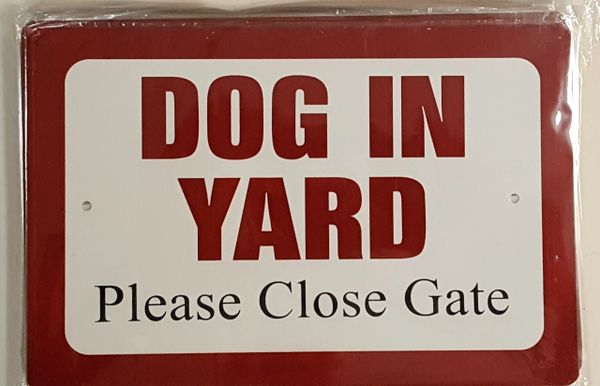 DOG IN
YARD
Please Close Gate